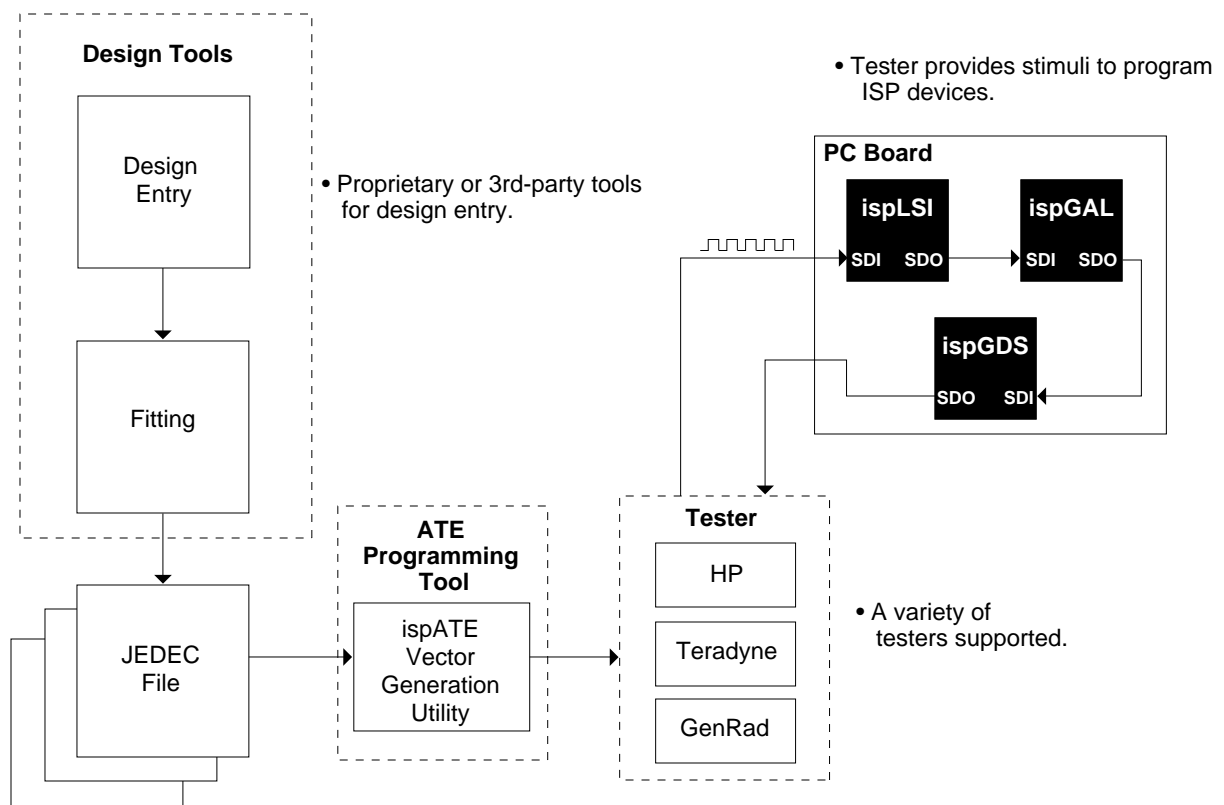 Design Tools
Design
Entry
• Proprietary or 3rd-party tools
for design entry.
Fitting
JEDEC
File
ATE
Programming
Tool
ispATE
Vector
Generation
Utility
Tester
HP
Teradyne
GenRad
• A variety of
testers supported.
• Tester provides stimuli to program
ISP devices.
PC Board
ispLSI
SDI SDO
ispGAL
SDI SDO
ispGDS
SDO SDI